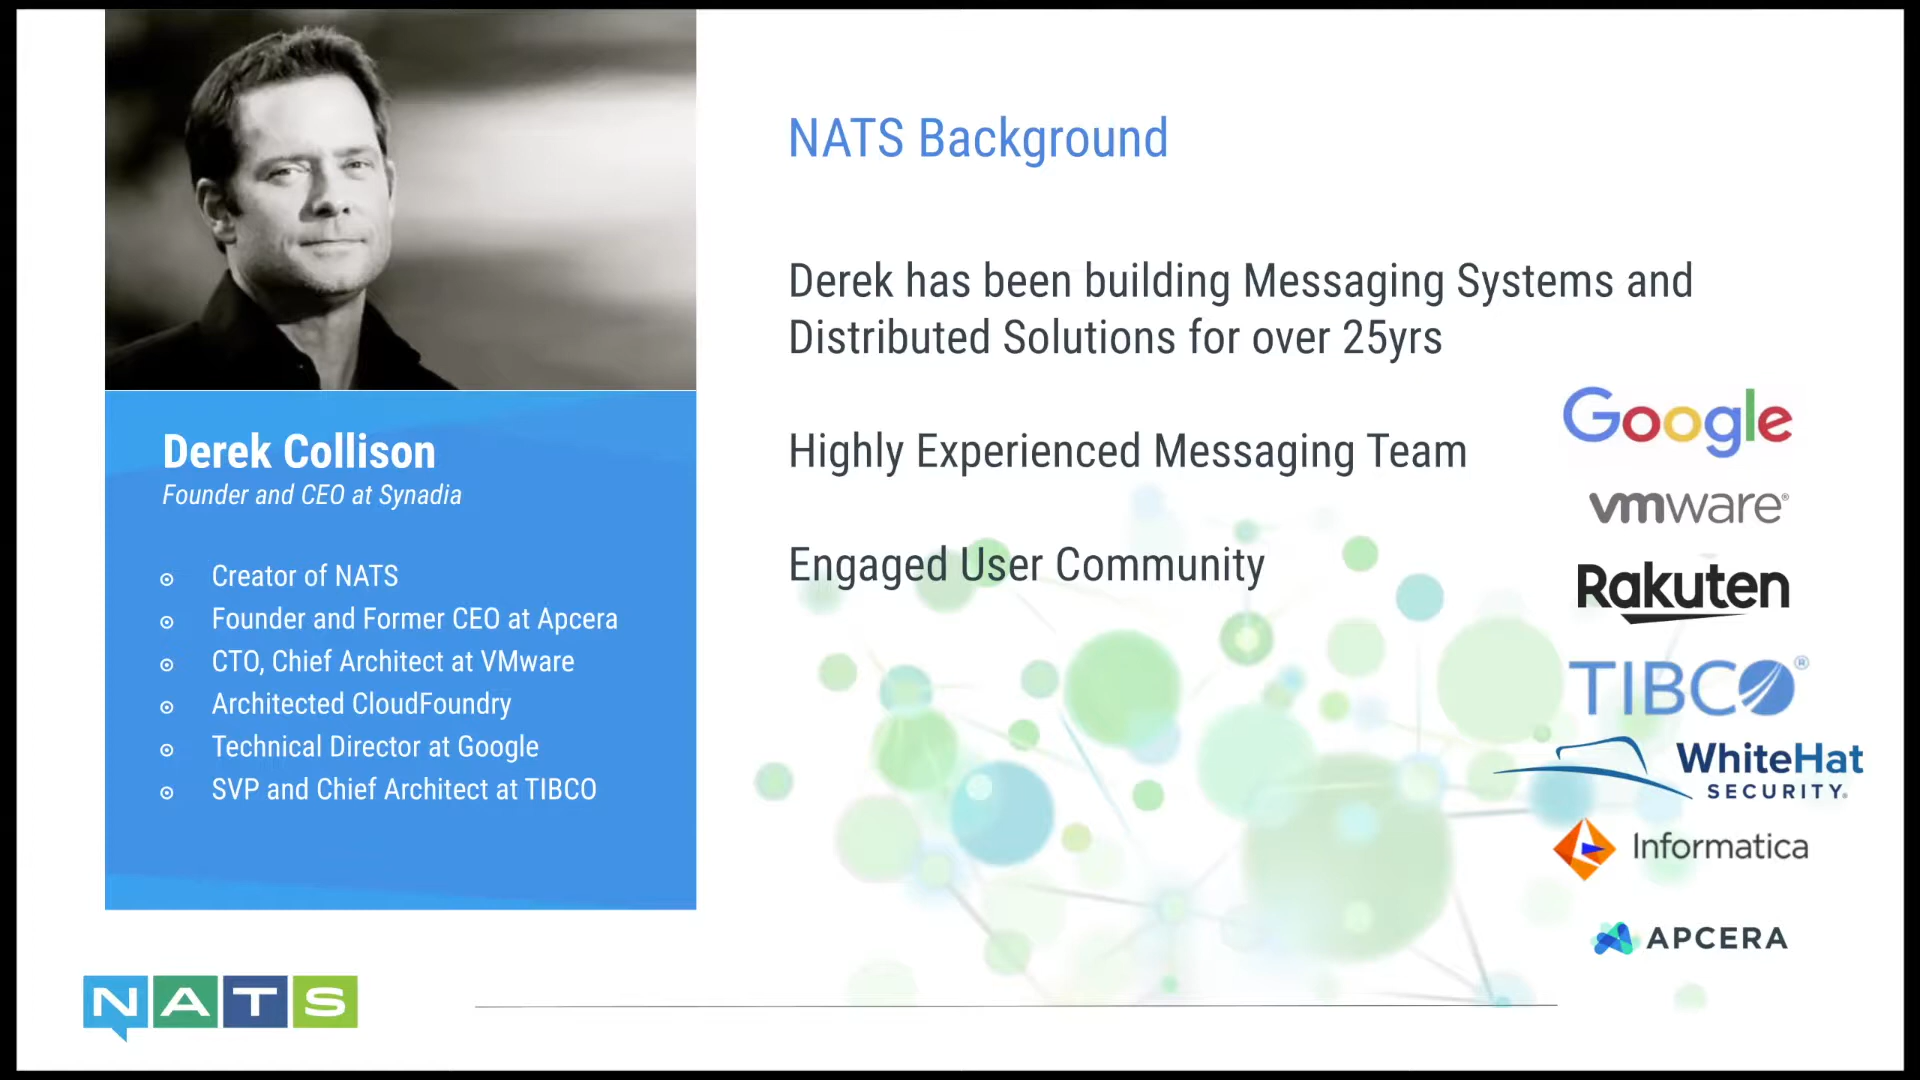 Derek Collison
Founder and CEO at Synadia
Creator of NATS
Founder and Former CEO at Apcera
CTO, Chief Architect at VMware
Architected CloudFoundry
Technical Director at Google
SVP and Chief Architect at TIBCO
NATS Background
Derek has been building Messaging Systems and
Distributed Solutions for over 25yrs
Highly Experienced Messaging Team
Engaged User Community
Google
vmware®
Rakuten
TIBCO®
WhiteHat
SECURITY.
Informatica
APCERA
NATS